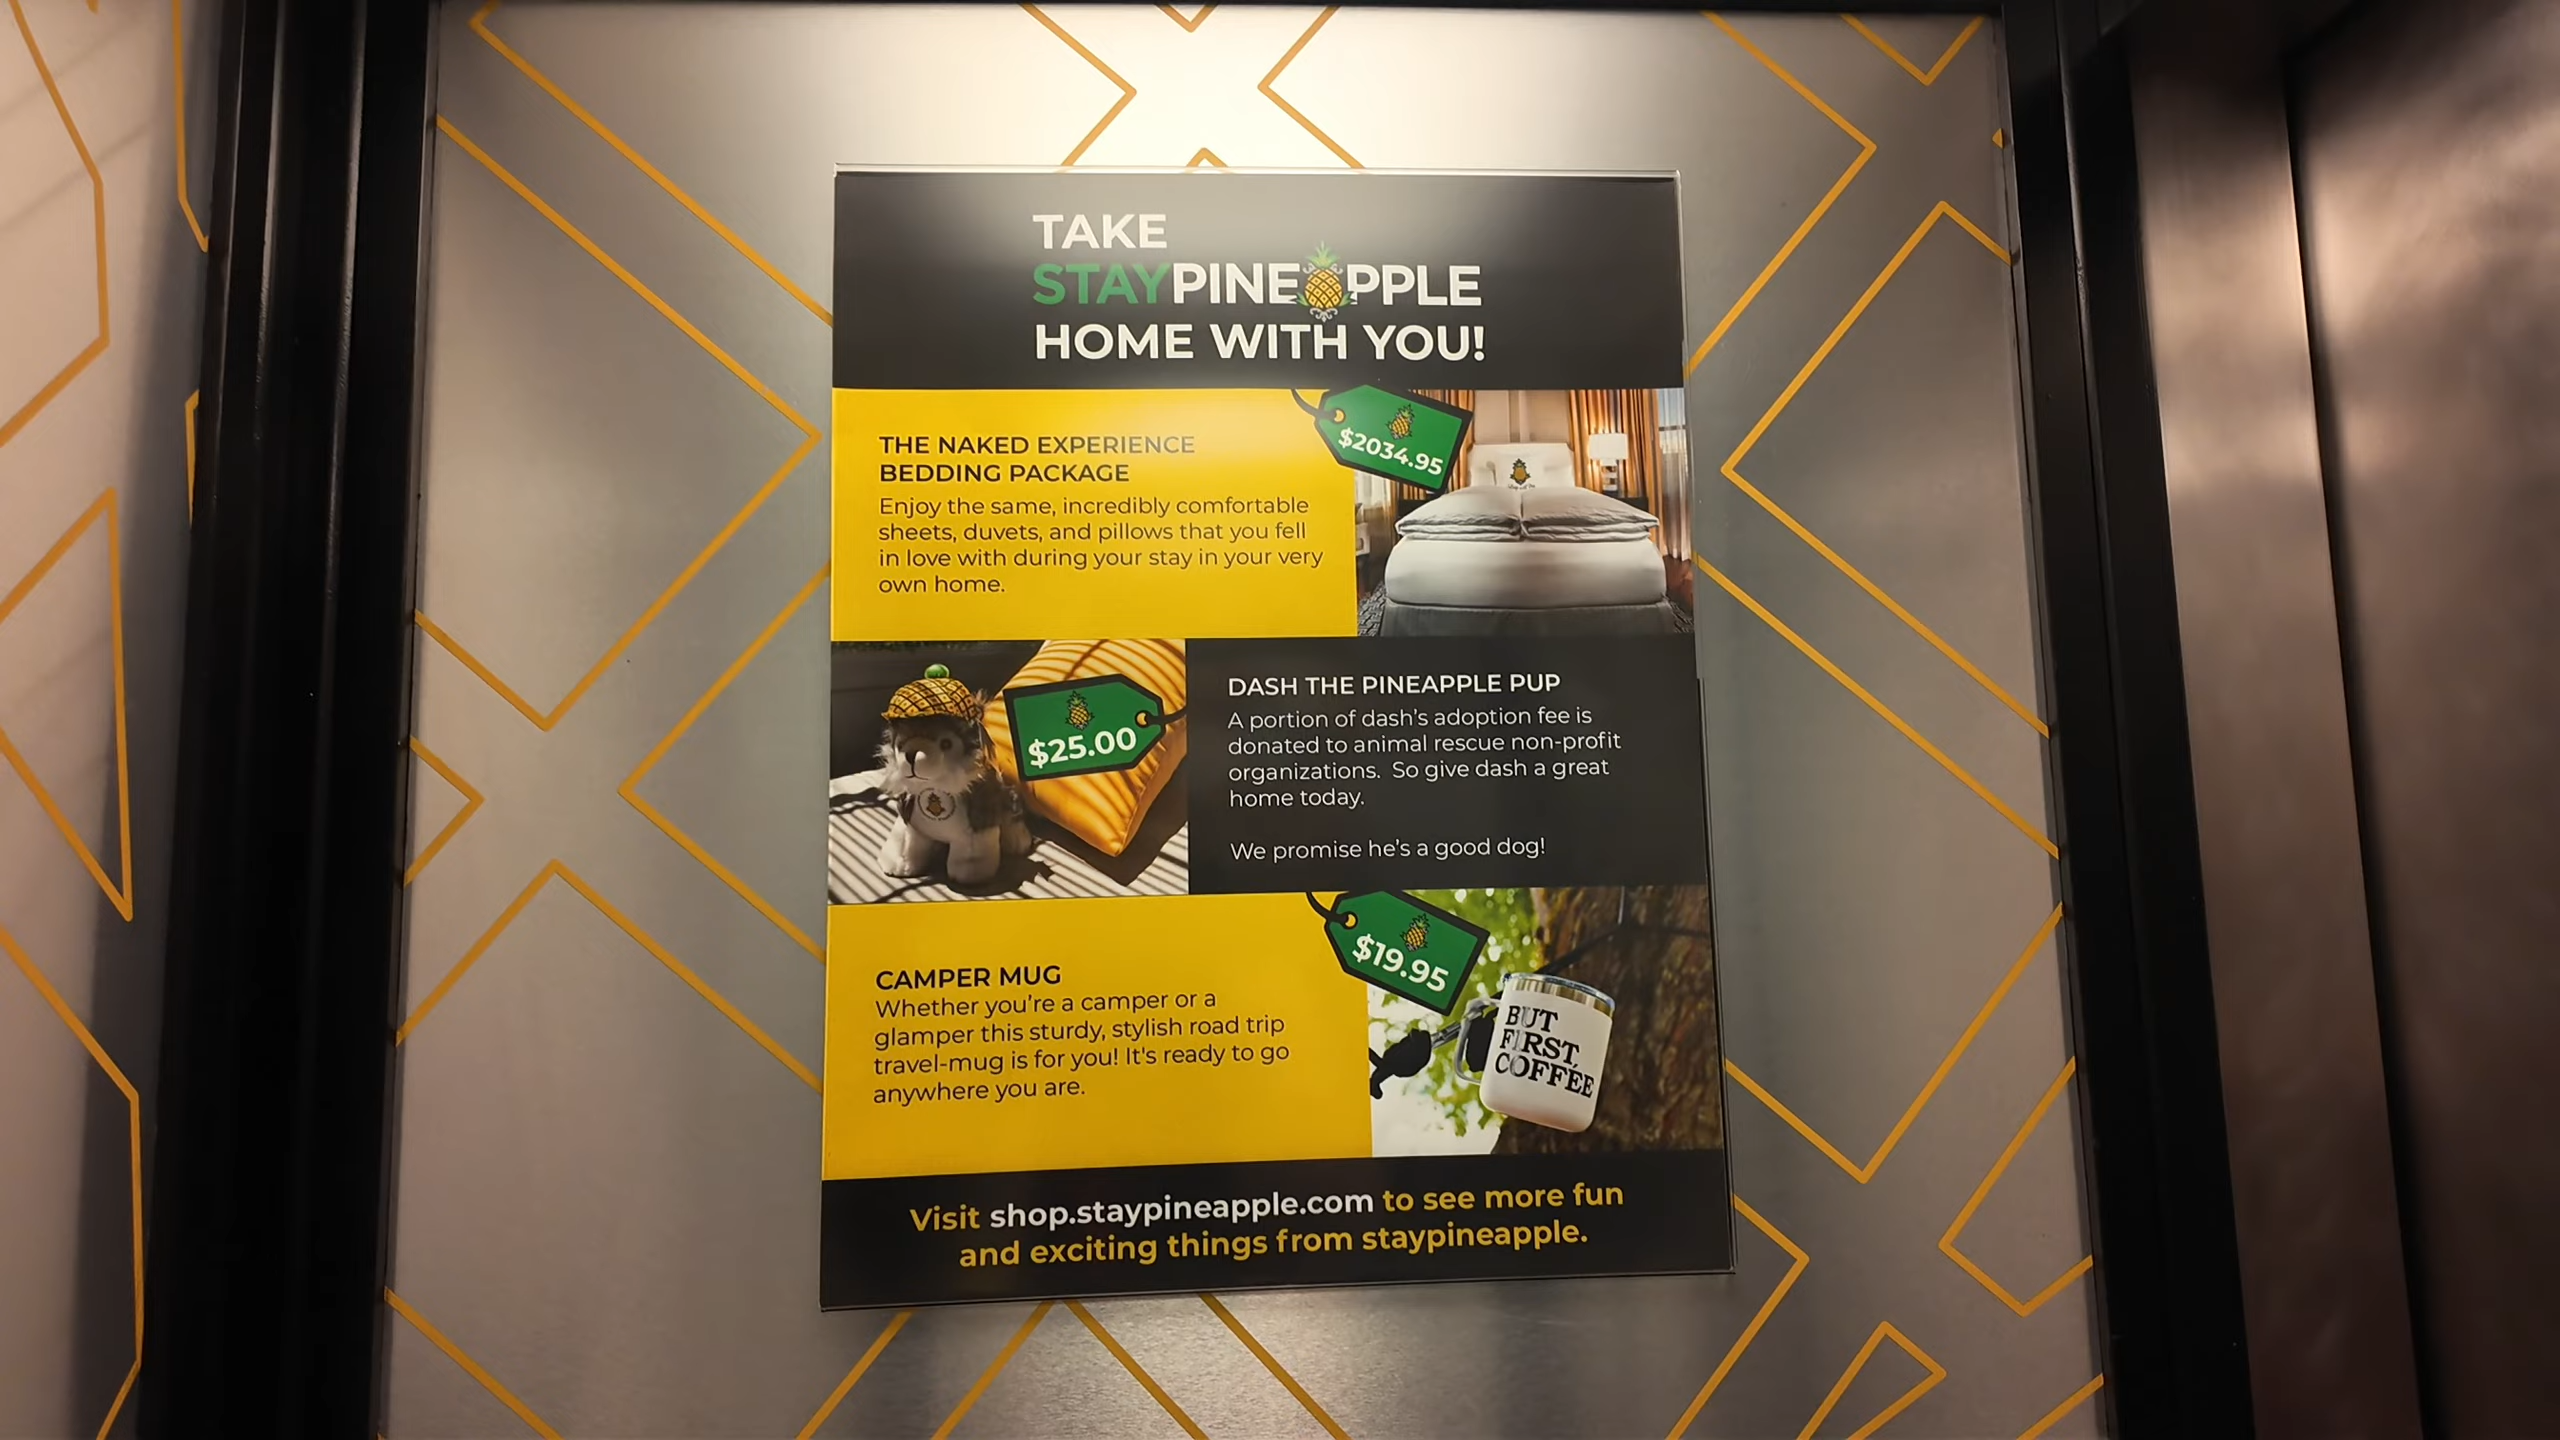 TAKE
STAYPINEAPPLE
HOME WITH YOU!
THE NAKED EXPERIENCE
BEDDING PACKAGE
Enjoy the same, incredibly comfortable
sheets, duvets, and pillows that you fell
in love with during your stay in your very
own home.
$2034.95
$25.00
DASH THE PINEAPPLE PUP
A portion of dash's adoption fee is
donated to animal rescue non-profit
organizations. So give dash a great
home today.
We promise he's a good dog!
CAMPER MUG
Whether you're a camper or a
glamper this sturdy, stylish road trip
travel-mug is for you! It's ready to go
anywhere you are.
$19.95
BUT
FIRST,
COFFEE
Visit shop.staypineapple.com to see more fun
and exciting things from staypineapple.